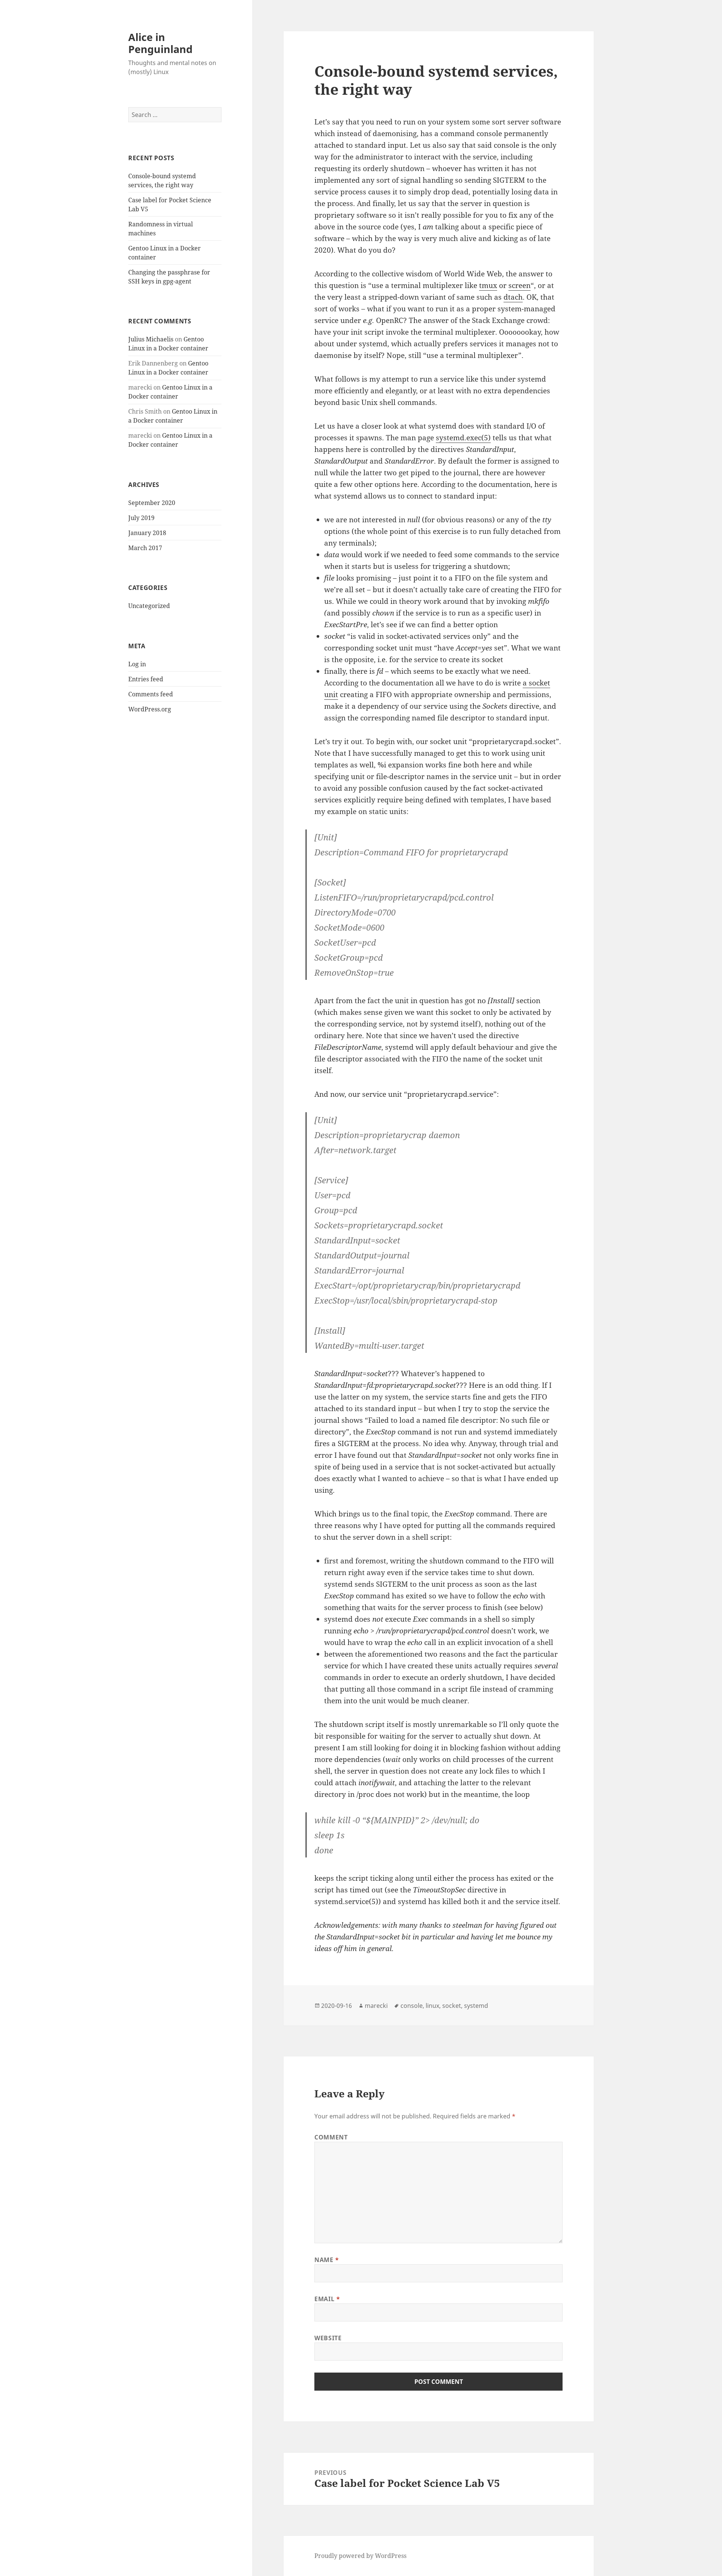 Alice in
Penguinland
Thoughts and mental notes on
(mostly) Linux
Search …
RECENT POSTS
Console-bound systemd
services, the right way
Case label for Pocket Science
Lab V5
Randomness in virtual
machines
Gentoo Linux in a Docker
container
Changing the passphrase for
SSH keys in gpg-agent
RECENT COMMENTS
Julius Michaelis on Gentoo
Linux in a Docker container
Erik Dannenberg on Gentoo
Linux in a Docker container
marecki on Gentoo Linux in a
Docker container
Chris Smith on Gentoo Linux in
a Docker container
marecki on Gentoo Linux in a
Docker container
ARCHIVES
September 2020
July 2019
January 2018
March 2017
CATEGORIES
Uncategorized
META
Log in
Entries feed
Comments feed
WordPress.org
Console-bound systemd services,
the right way
Let's say that you need to run on your system some sort server software
which instead of daemonising, has a command console permanently
attached to standard input. Let us also say that said console is the only
way for the administrator to interact with the service, including
requesting its orderly shutdown – whoever has written it has not
implemented any sort of signal handling so sending SIGTERM to the
service process causes it to simply drop dead, potentially losing data in
the process. And finally, let us say that the server in question is
proprietary software so it isn't really possible for you to fix any of the
above in the source code (yes, I am talking about a specific piece of
software – which by the way is very much alive and kicking as of late
2020). What do you do?
According to the collective wisdom of World Wide Web, the answer to
this question is “use a terminal multiplexer like tmux or screen“, or at
the very least a stripped-down variant of same such as dtach. OK, that
sort of works – what if you want to run it as a proper system-managed
service under e.g. OpenRC? The answer of the Stack Exchange crowd:
have your init script invoke the terminal multiplexer. Oooooookay, how
about under systemd, which actually prefers services it manages not to
daemonise by itself? Nope, still “use a terminal multiplexer”.
What follows is my attempt to run a service like this under systemd
more efficiently and elegantly, or at least with no extra dependencies
beyond basic Unix shell commands.
Let us have a closer look at what systemd does with standard I/O of
processes it spawns. The man page systemd.exec(5) tells us that what
happens here is controlled by the directives StandardInput,
StandardOutput and StandardError. By default the former is assigned to
null while the latter two get piped to the journal, there are however
quite a few other options here. According to the documentation, here is
what systemd allows us to connect to standard input:
• we are not interested in null (for obvious reasons) or any of the tty
options (the whole point of this exercise is to run fully detached from
any terminals);
• data would work if we needed to feed some commands to the service
when it starts but is useless for triggering a shutdown;
• file looks promising – just point it to a FIFO on the file system and
we're all set – but it doesn't actually take care of creating the FIFO for
us. While we could in theory work around that by invoking mkfifo
(and possibly chown if the service is to run as a specific user) in
ExecStartPre, let's see if we can find a better option
• socket “is valid in socket-activated services only” and the
corresponding socket unit must “have Accept=yes set”. What we want
is the opposite, i.e. for the service to create its socket
• finally, there is fd – which seems to be exactly what we need.
According to the documentation all we have to do is write a socket
unit creating a FIFO with appropriate ownership and permissions,
make it a dependency of our service using the Sockets directive, and
assign the corresponding named file descriptor to standard input.
Let's try it out. To begin with, our socket unit “proprietarycrapd.socket”.
Note that I have successfully managed to get this to work using unit
templates as well, %i expansion works fine both here and while
specifying unit or file-descriptor names in the service unit – but in order
to avoid any possible confusion caused by the fact socket-activated
services explicitly require being defined with templates, I have based
my example on static units:
[Unit]
Description=Command FIFO for proprietarycrapd
[Socket]
ListenFIFO=/run/proprietarycrapd/pcd.control
DirectoryMode=0700
SocketMode=0600
SocketUser=pcd
SocketGroup=pcd
RemoveOnStop=true
Apart from the fact the unit in question has got no [Install] section
(which makes sense given we want this socket to only be activated by
the corresponding service, not by systemd itself), nothing out of the
ordinary here. Note that since we haven't used the directive
FileDescriptorName, systemd will apply default behaviour and give the
file descriptor associated with the FIFO the name of the socket unit
itself.
And now, our service unit “proprietarycrapd.service”:
[Unit]
Description=proprietarycrap daemon
After=network.target
[Service]
User=pcd
Group=pcd
Sockets=proprietarycrapd.socket
StandardInput=socket
StandardOutput=journal
StandardError=journal
ExecStart=/opt/proprietarycrap/bin/proprietarycrapd
ExecStop=/usr/local/sbin/proprietarycrapd-stop
[Install]
WantedBy=multi-user.target
StandardInput=socket??? Whatever's happened to
StandardInput=fd:proprietarycrapd.socket??? Here is an odd thing. If I
use the latter on my system, the service starts fine and gets the FIFO
attached to its standard input – but when I try to stop the service the
journal shows “Failed to load a named file descriptor: No such file or
directory”, the ExecStop command is not run and systemd immediately
fires a SIGTERM at the process. No idea why. Anyway, through trial and
error I have found out that StandardInput=socket not only works fine in
spite of being used in a service that is not socket-activated but actually
does exactly what I wanted to achieve – so that is what I have ended up
using.
Which brings us to the final topic, the ExecStop command. There are
three reasons why I have opted for putting all the commands required
to shut the server down in a shell script:
• first and foremost, writing the shutdown command to the FIFO will
return right away even if the service takes time to shut down.
systemd sends SIGTERM to the unit process as soon as the last
ExecStop command has exited so we have to follow the echo with
something that waits for the server process to finish (see below)
• systemd does not execute Exec commands in a shell so simply
running echo > /run/proprietarycrapd/pcd.control doesn't work, we
would have to wrap the echo call in an explicit invocation of a shell
• between the aforementioned two reasons and the fact the particular
service for which I have created these units actually requires several
commands in order to execute an orderly shutdown, I have decided
that putting all those command in a script file instead of cramming
them into the unit would be much cleaner.
The shutdown script itself is mostly unremarkable so I'll only quote the
bit responsible for waiting for the server to actually shut down. At
present I am still looking for doing it in blocking fashion without adding
more dependencies (wait only works on child processes of the current
shell, the server in question does not create any lock files to which I
could attach inotifywait, and attaching the latter to the relevant
directory in /proc does not work) but in the meantime, the loop
while kill -0 “${MAINPID}” 2> /dev/null; do
sleep 1s
done
keeps the script ticking along until either the process has exited or the
script has timed out (see the TimeoutStopSec directive in
systemd.service(5)) and systemd has killed both it and the service itself.
Acknowledgements: with many thanks to steelman for having figured out
the StandardInput=socket bit in particular and having let me bounce my
ideas off him in general.
2020-09-16 marecki console, linux, socket, systemd
Leave a Reply
Your email address will not be published. Required fields are marked *
COMMENT
NAME *
EMAIL *
WEBSITE
POST COMMENT
PREVIOUS
Case label for Pocket Science Lab V5
Proudly powered by WordPress